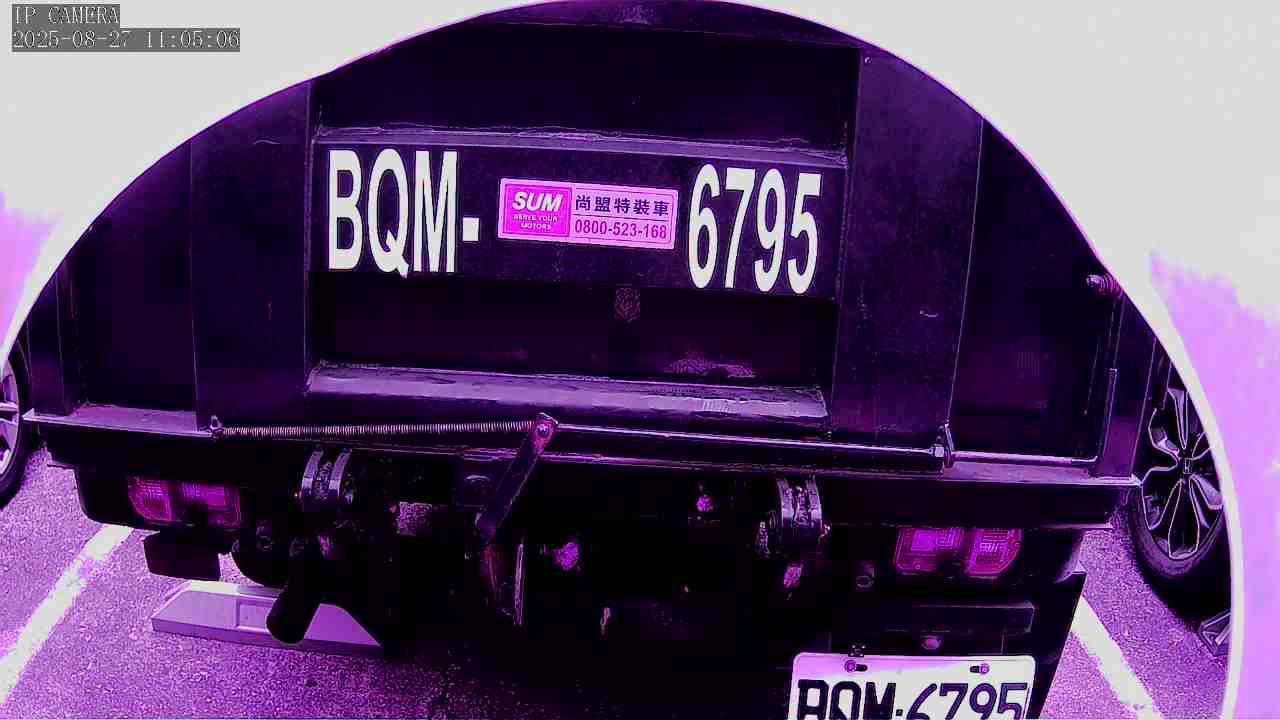 IP CAMERA
2025-08-27 11:05:06
BQM-
SUM
SERVE YOUR
MOTORS
尚盟特裝車
0800-523-168
6795
BQM·6795